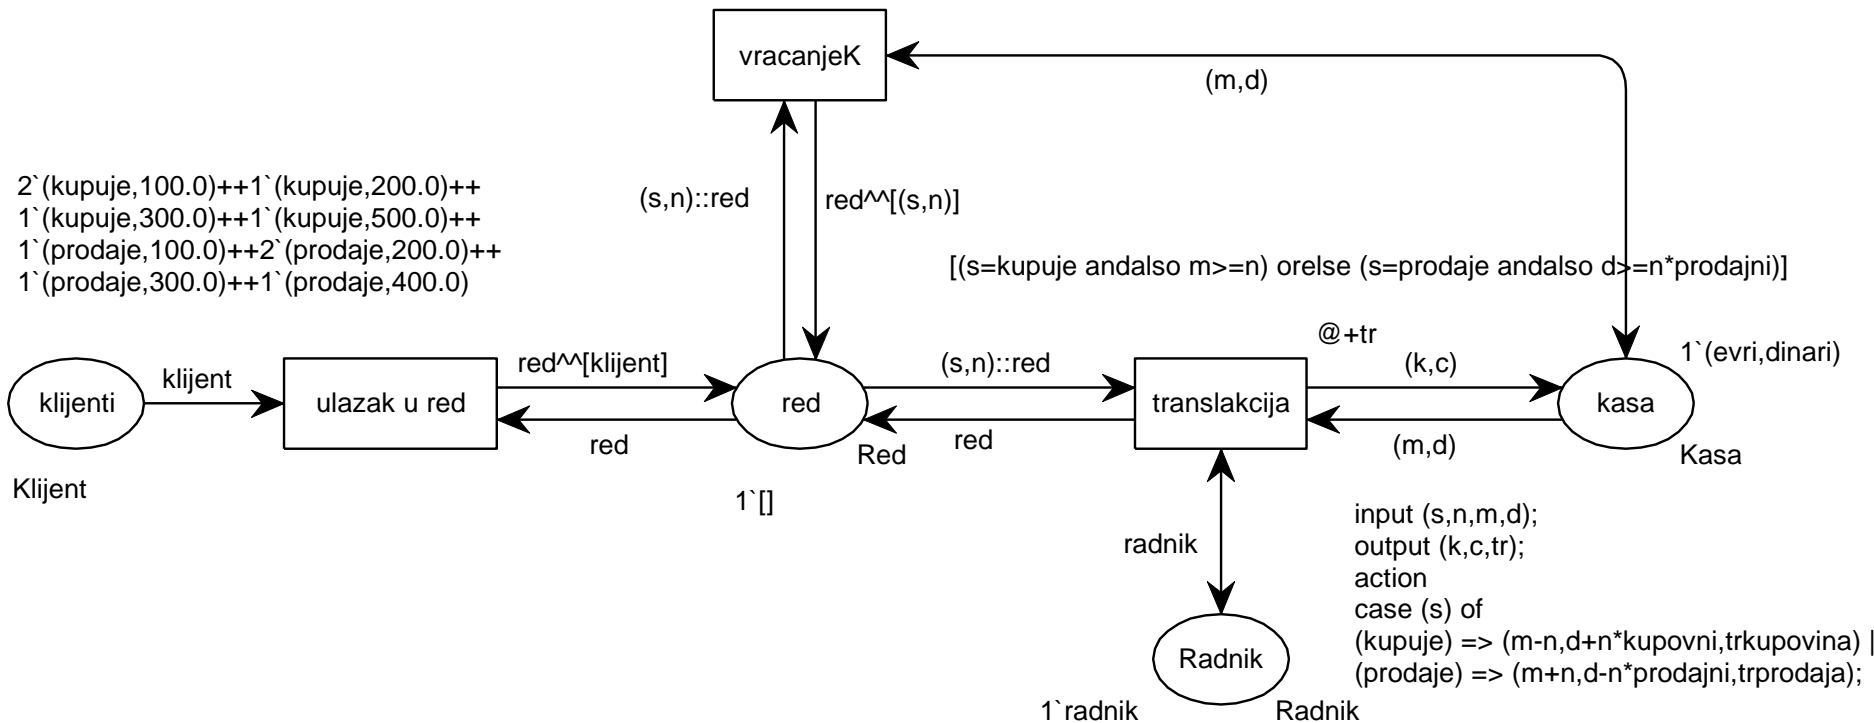 vracanjeK
(m,d)
2`(kupuje,100.0)++1`(kupuje,200.0)++
1`(kupuje,300.0)++1`(kupuje,500.0)++
1`(prodaje,100.0)++2`(prodaje,200.0)++
1`(prodaje,300.0)++1`(prodaje,400.0)
(s,n)::red
red^^[(s,n)]
[(s=kupuje andalso m>=n) orelse (s=prodaje andalso d>=n*prodajni)]
@+tr
1`(evri,dinari)
klijenti
klijent
ulazak u red
red^^[klijent]
red
red
(s,n)::red
red
translakcija
(k,c)
(m,d)
kasa
Klijent
Red
Kasa
1`[]
radnik
input (s,n,m,d);
output (k,c,tr);
action
case (s) of
(kupuje) => (m-n,d+n*kupovni,trkupovina) |
(prodaje) => (m+n,d-n*prodajni,trprodaja);
Radnik
1`radnik
Radnik